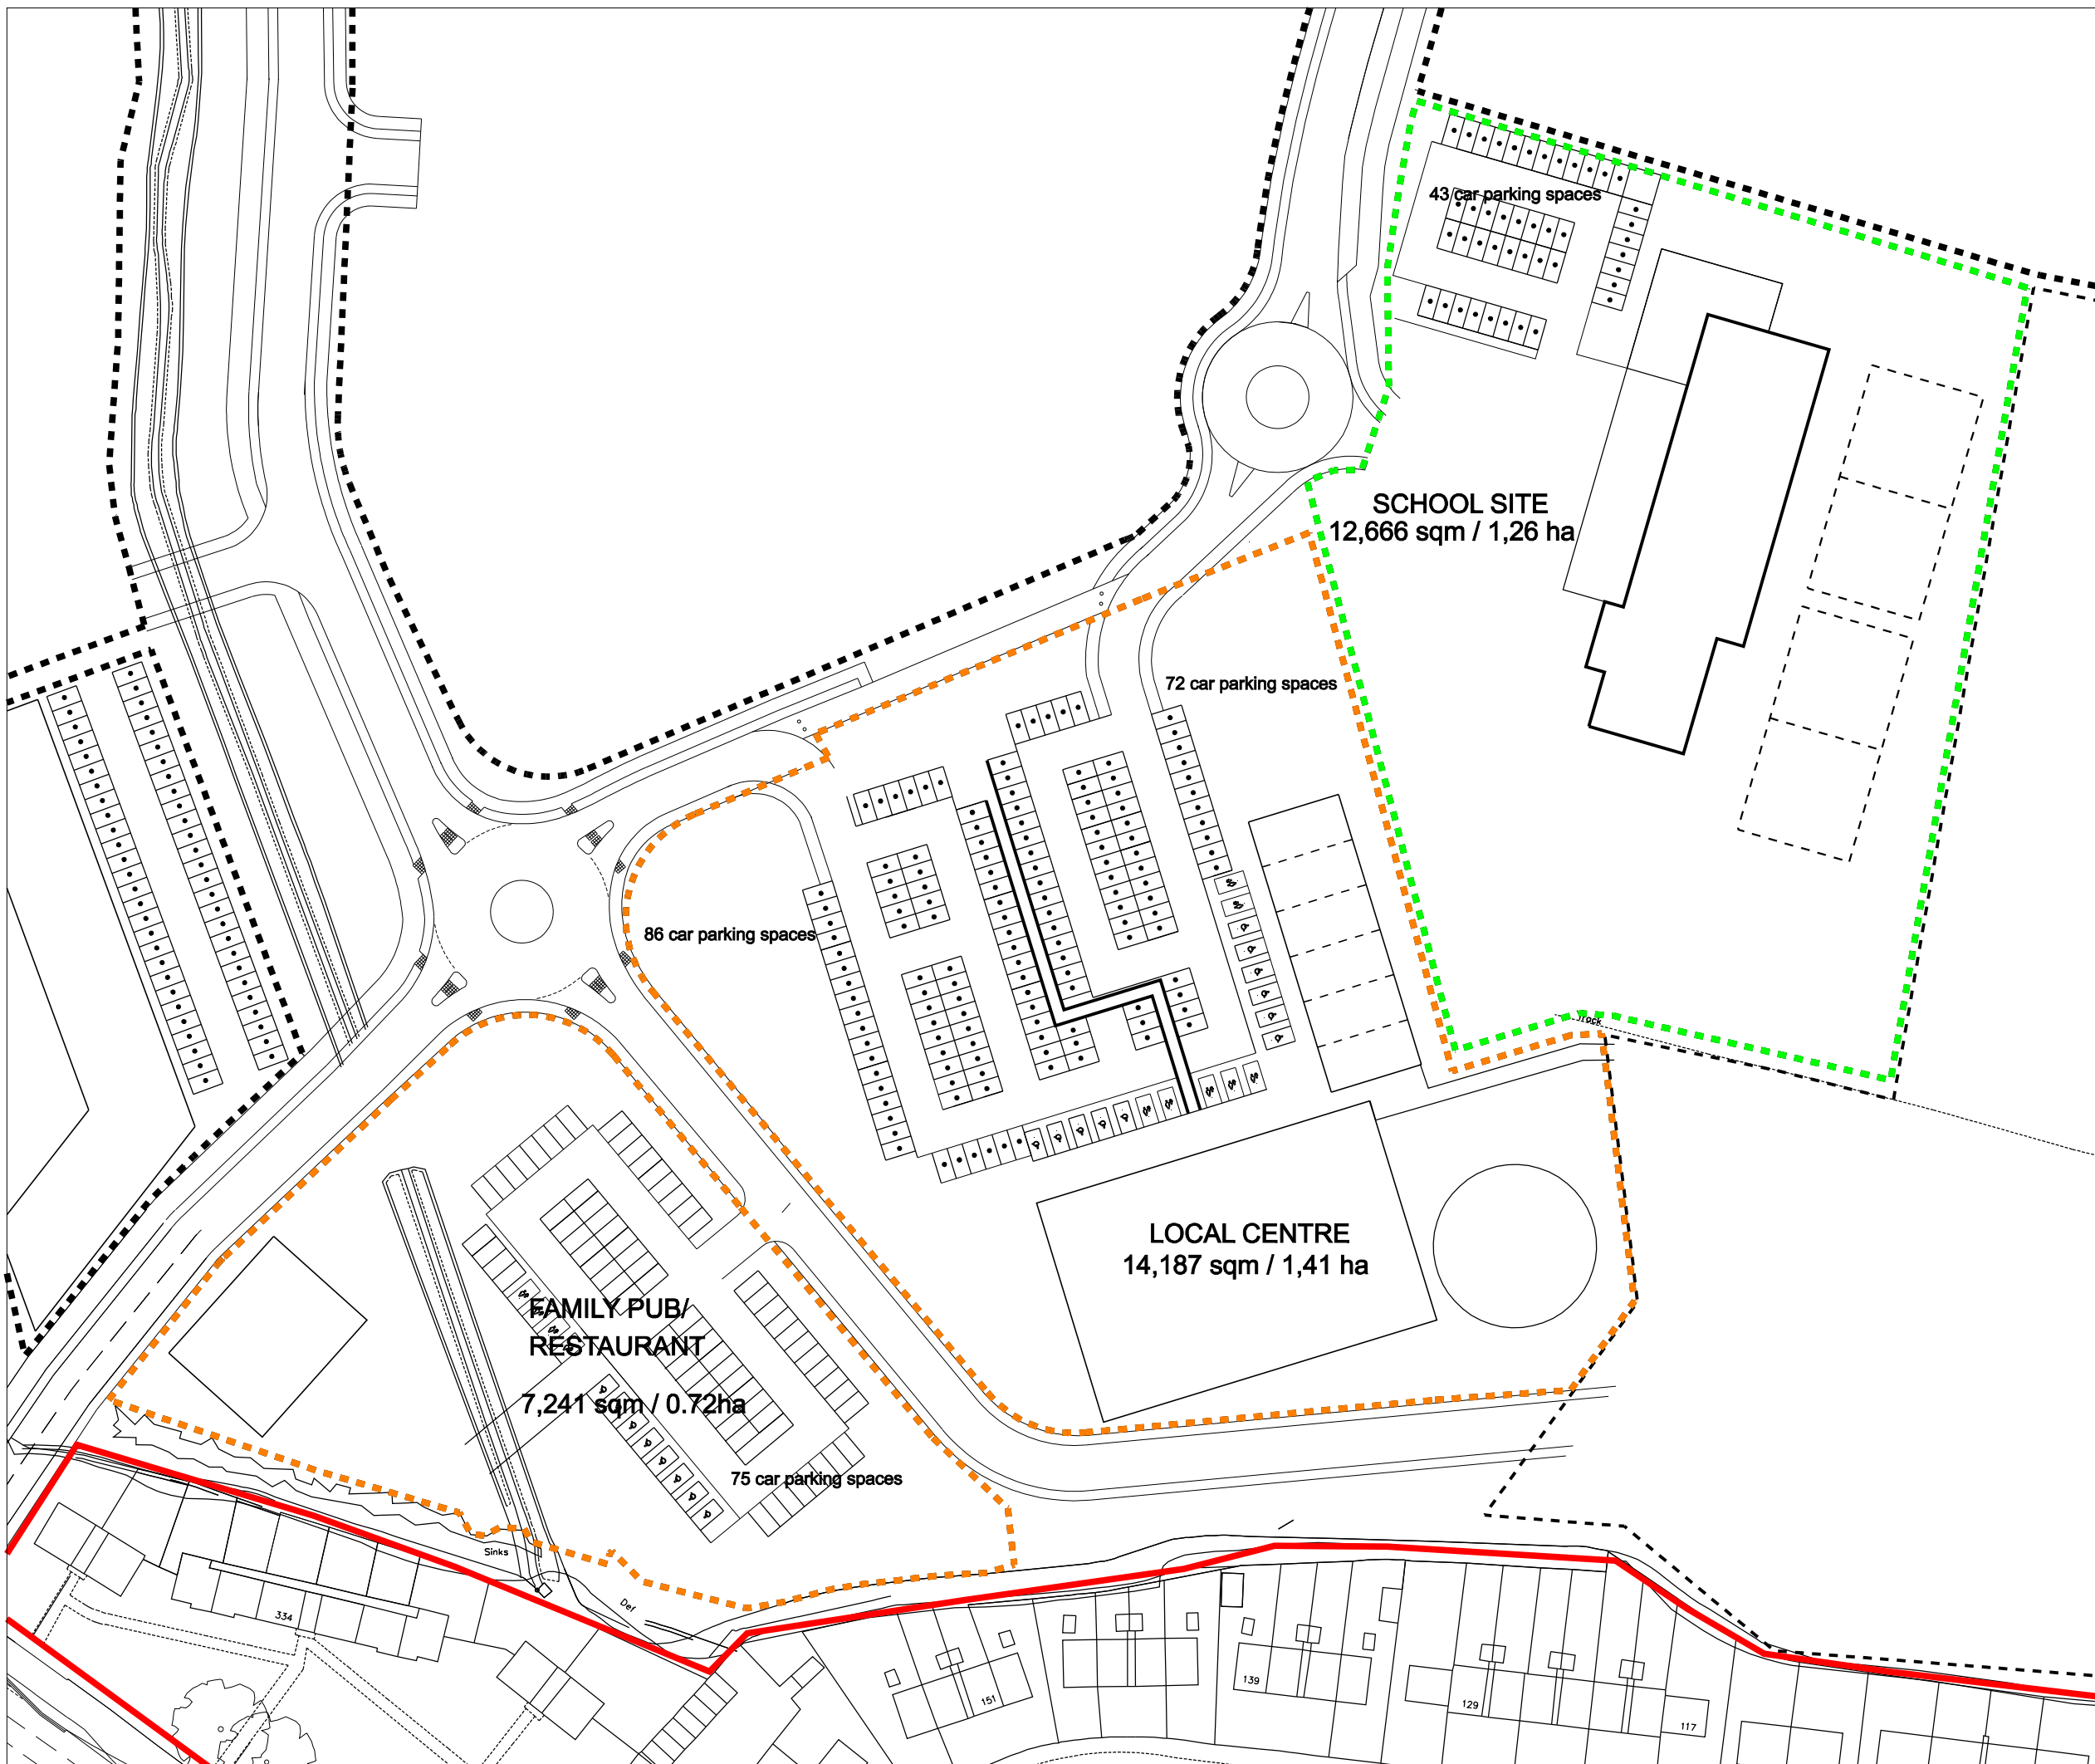 43 car parking spaces
SCHOOL SITE
12,666 sqm / 1,26 ha
72 car parking spaces
86 car parking spaces
Track
LOCAL CENTRE
14,187 sqm / 1,41 ha
FAMILY PUB/
RESTAURANT
7,241 sqm / 0.72ha
75 car parking spaces
Sinks
Def
334
151
139
129
117